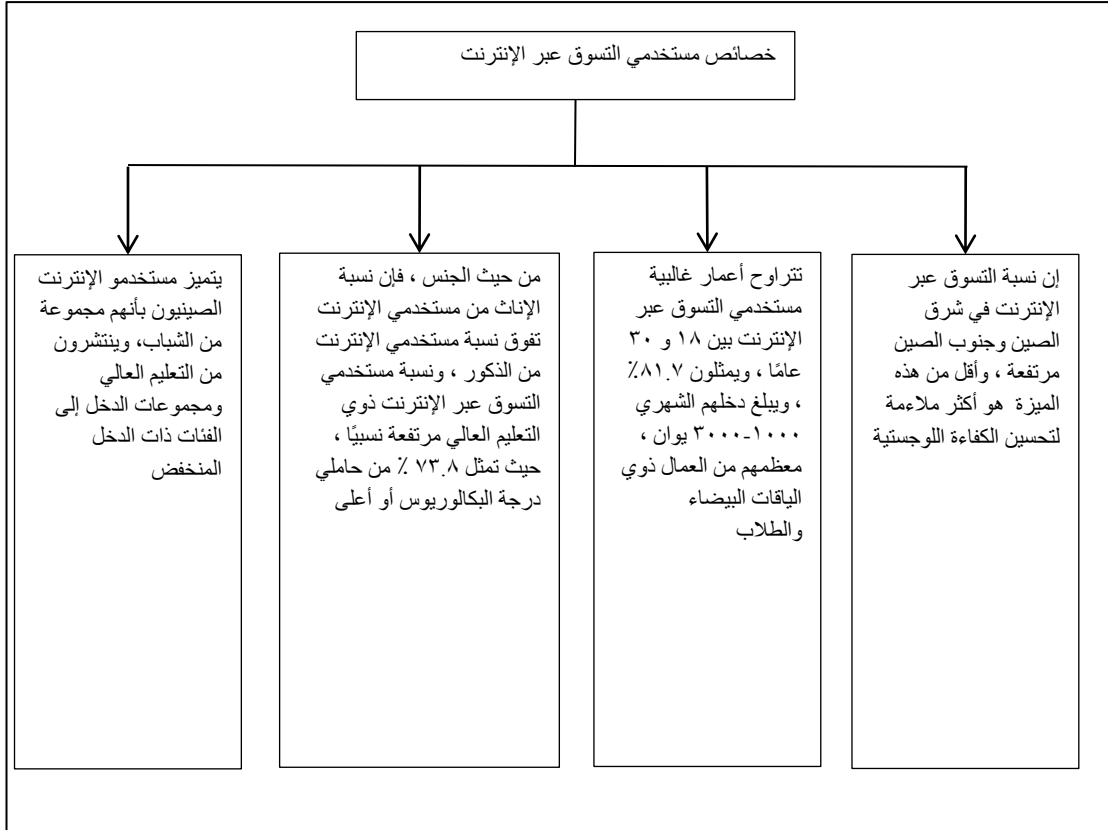 خصائص مستخدمي التسوق عبر الإنترنت
إن نسبة التسوق عبر
الإنترنت في شرق
الصين وجنوب الصين
مرتفعة ، وأقل من هذه
الميزة هو أكثر ملاءمة
لتحسين الكفاءة اللوجستية
تتراوح أعمار غالبية
مستخدمي التسوق عبر
الإنترنت بين ١٨ و ٣٠
عامًا ، ويمثلون ٨١.٧٪
، ويبلغ دخلهم الشهري
١٠٠٠-٣٠٠٠ يوان ،
معظمهم من العمال ذوي
الياقات البيضاء
والطلاب
من حيث الجنس ، فإن نسبة
الإناث من مستخدمي الإنترنت
تفوق نسبة مستخدمي الإنترنت
من الذكور ، ونسبة مستخدمي
التسوق عبر الإنترنت ذوي
التعليم العالي مرتفعة نسبيًا ،
حيث تمثل ٧٣.٨ ٪ من حاملي
درجة البكالوريوس أو أعلى
يتميز مستخدمو الإنترنت
الصينيون بأنهم مجموعة
من الشباب، وينتشرون
من التعليم العالي
ومجموعات الدخل إلى
الفئات ذات الدخل
المنخفض